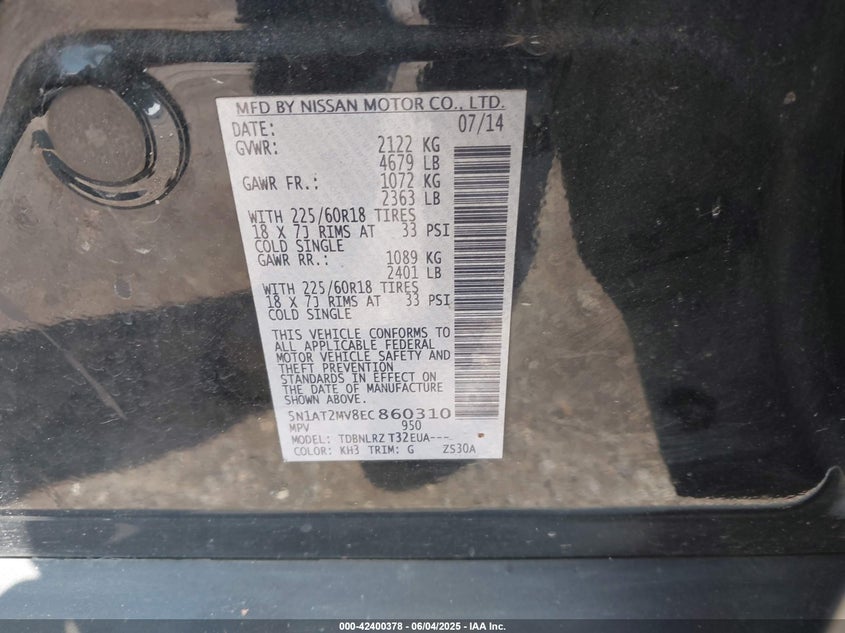 MFD BY NISSAN MOTOR CO., LTD.
DATE: 07/14
GVWR: 2122 KG
4679 LB
GAWR FR.: 1072 KG
2363 LB
WITH 225/60R18 TIRES
18 X 7J RIMS AT 33 PSI
COLD SINGLE
GAWR RR.: 1089 KG
2401 LB
WITH 225/60R18 TIRES
18 X 7J RIMS AT 33 PSI
COLD SINGLE
THIS VEHICLE CONFORMS TO
ALL APPLICABLE FEDERAL
MOTOR VEHICLE SAFETY AND
THEFT PREVENTION
STANDARDS IN EFFECT ON
THE DATE OF MANUFACTURE
SHOWN ABOVE.
5N1AT2MV8EC860310
MPV 950
MODEL: TDBNLRZ T32EUA---
COLOR: KH3 TRIM: G ZS30A
000-42400378 - 06/04/2025 - IAA Inc.